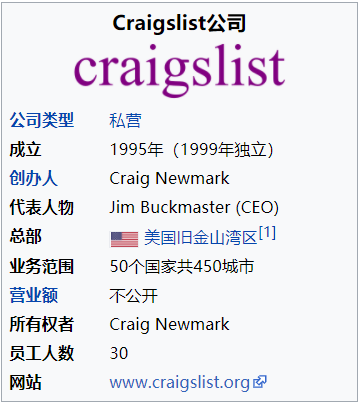 Craigslist公司
craigslist
公司类型 私营
成立 1995年（1999年独立）
创办人 Craig Newmark
代表人物 Jim Buckmaster (CEO)
总部 美国旧金山湾区[1]
业务范围 50个国家共450城市
营业额 不公开
所有权者 Craig Newmark
员工人数 30
网站 www.craigslist.org